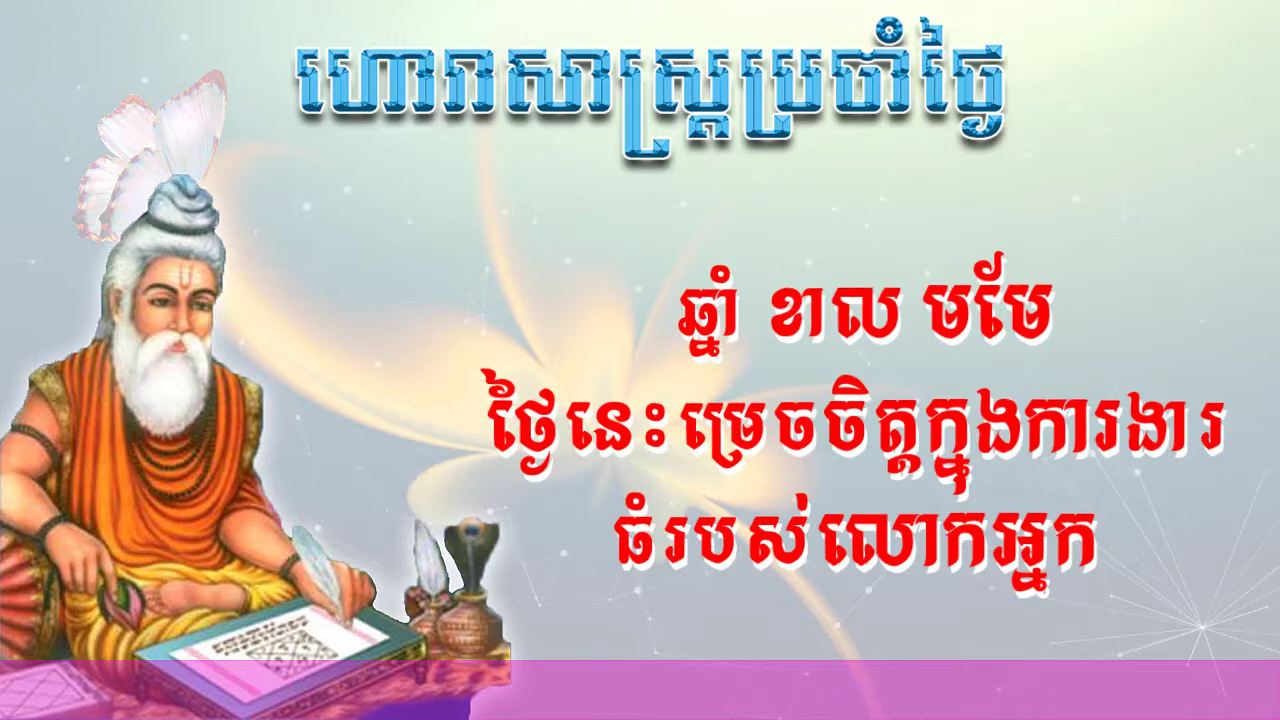 ហោរាសាស្ត្រប្រចាំថ្ងៃ
ឆ្នាំ ខាល មមែ
ថ្ងៃនេះម្រេចចិត្តក្នុងការងារ
ធំរបស់លោកអ្នក